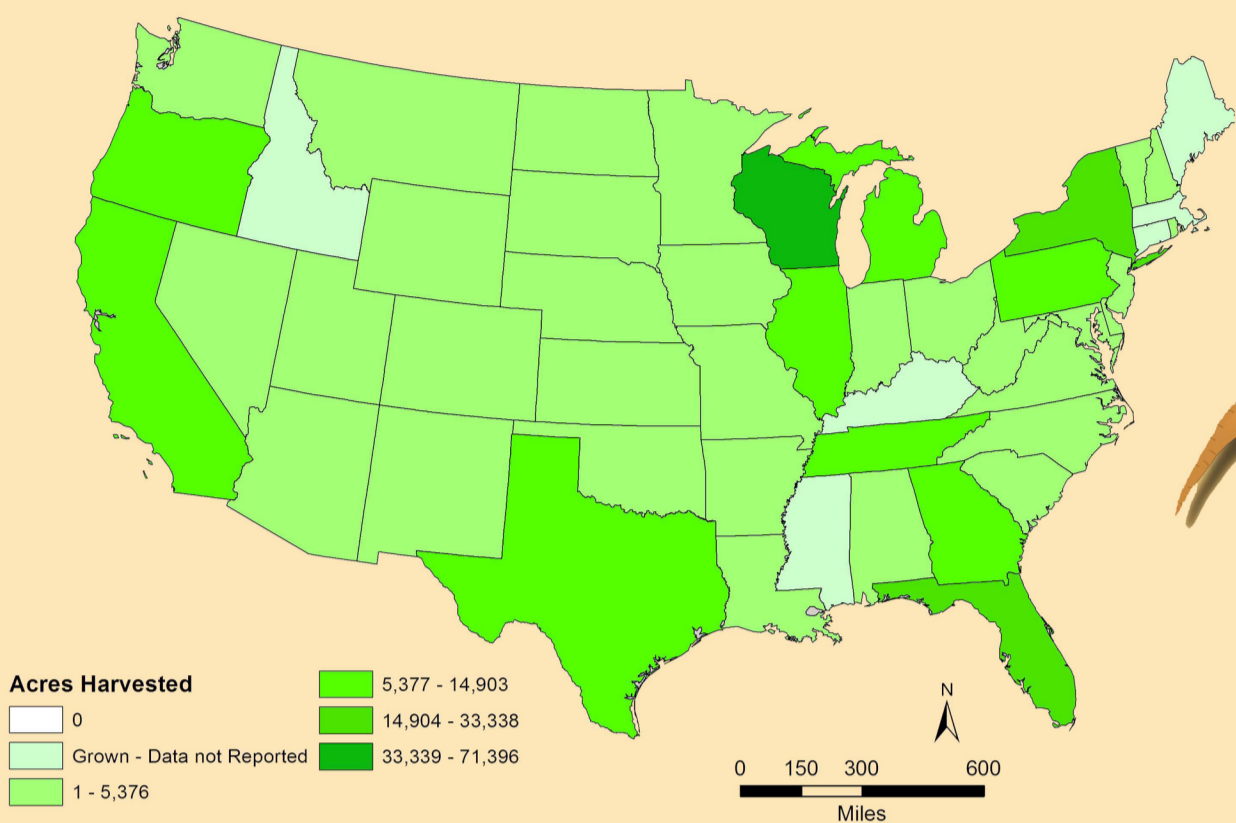 Acres Harvested
0
Grown - Data not Reported
1 - 5,376
5,377 - 14,903
14,904 - 33,338
33,339 - 71,396
N
0 150 300 600
Miles